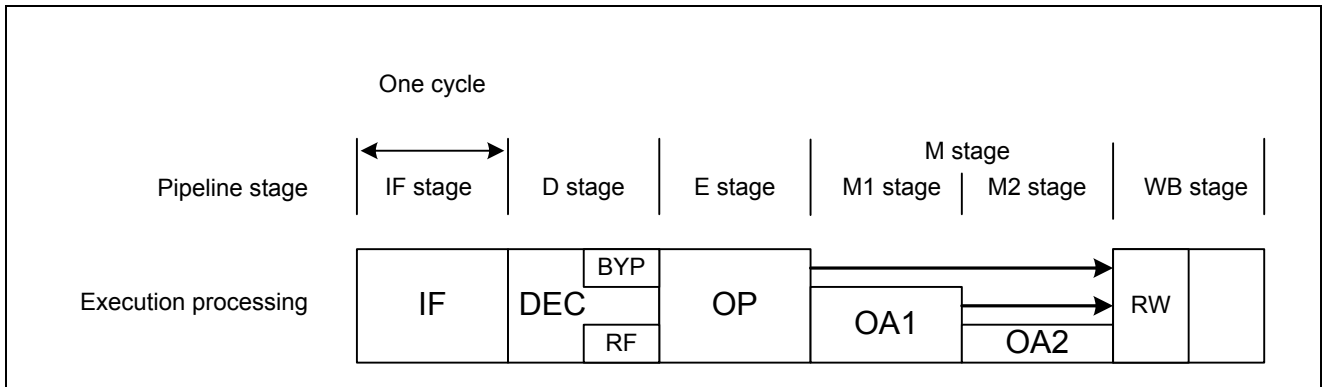 One cycle
M stage
Pipeline stage IF stage D stage E stage M1 stage M2 stage WB stage
BYP
Execution processing IF DEC OP OA1 RW
RF OA2